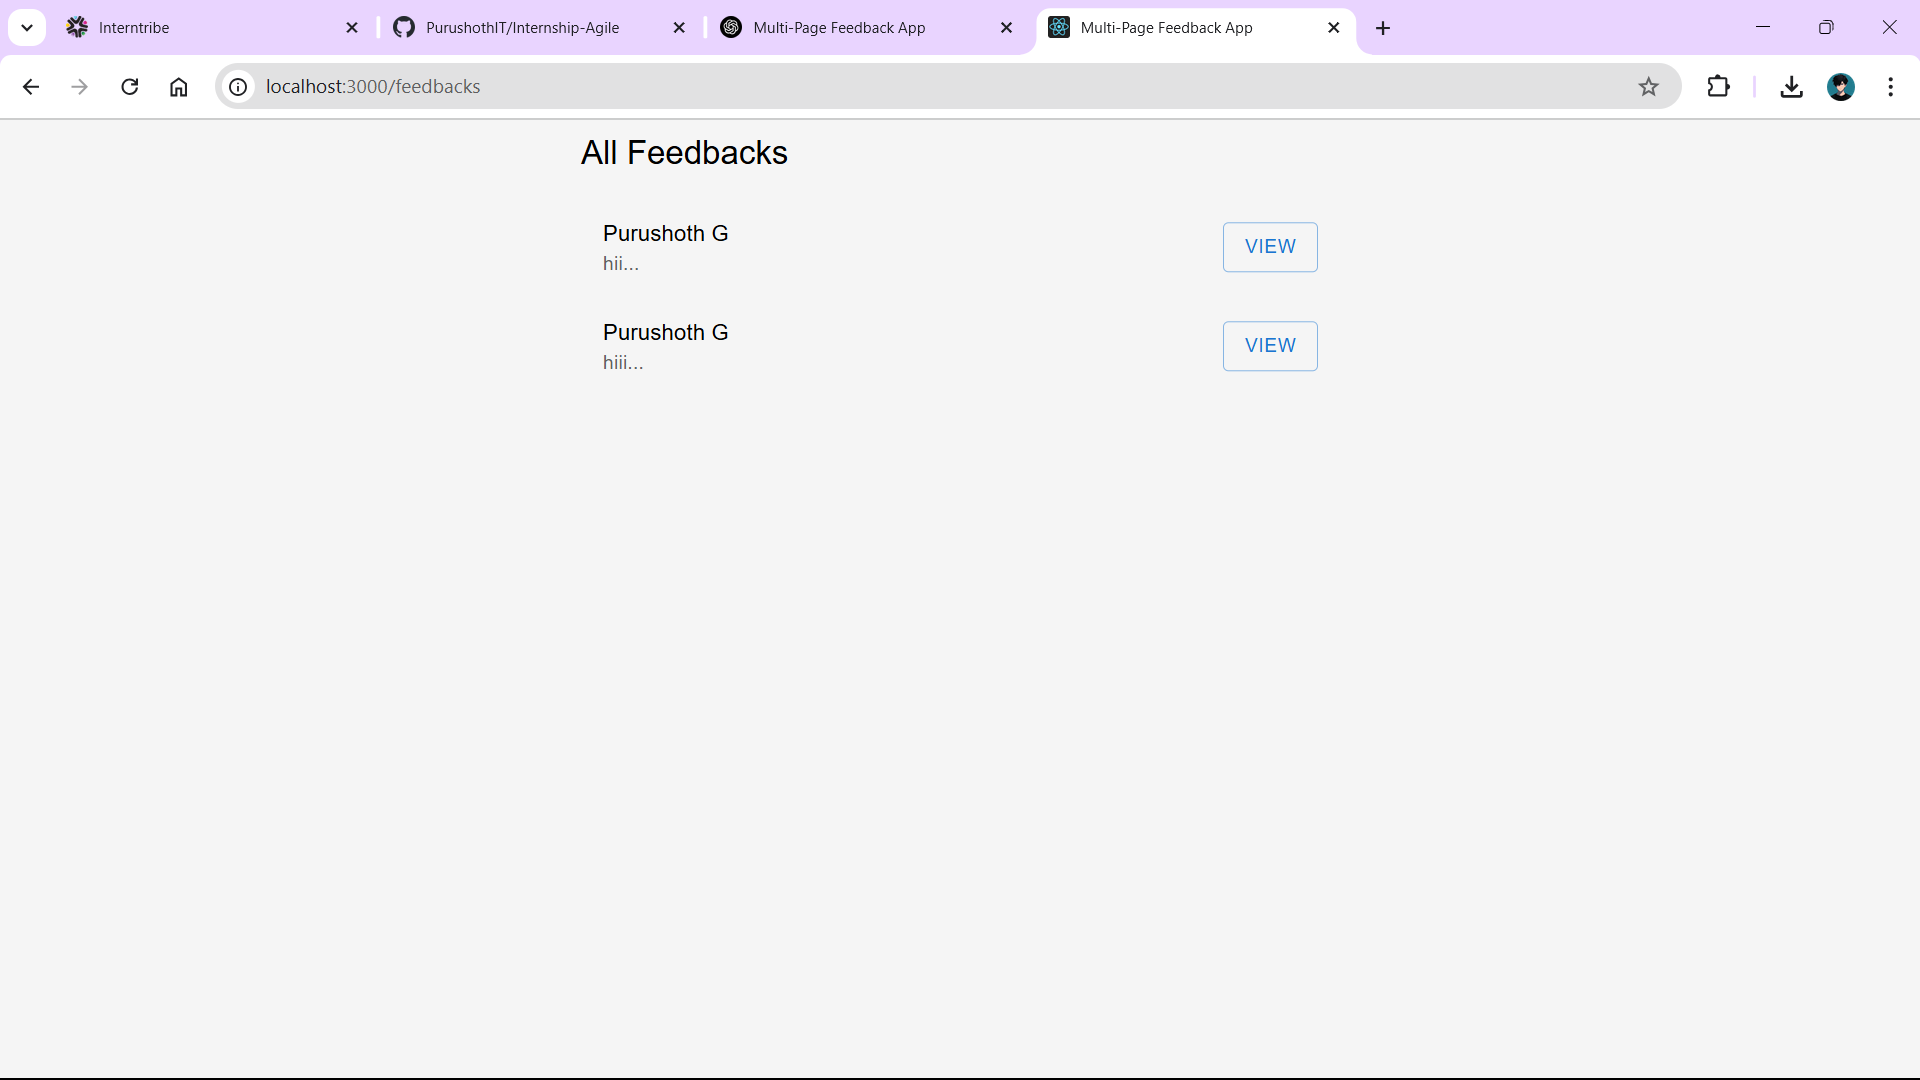 Interntribe
PurushothIT/Internship-Agile
Multi-Page Feedback App
Multi-Page Feedback App
localhost:3000/feedbacks
All Feedbacks
Purushoth G
hii...
VIEW
Purushoth G
hiii...
VIEW